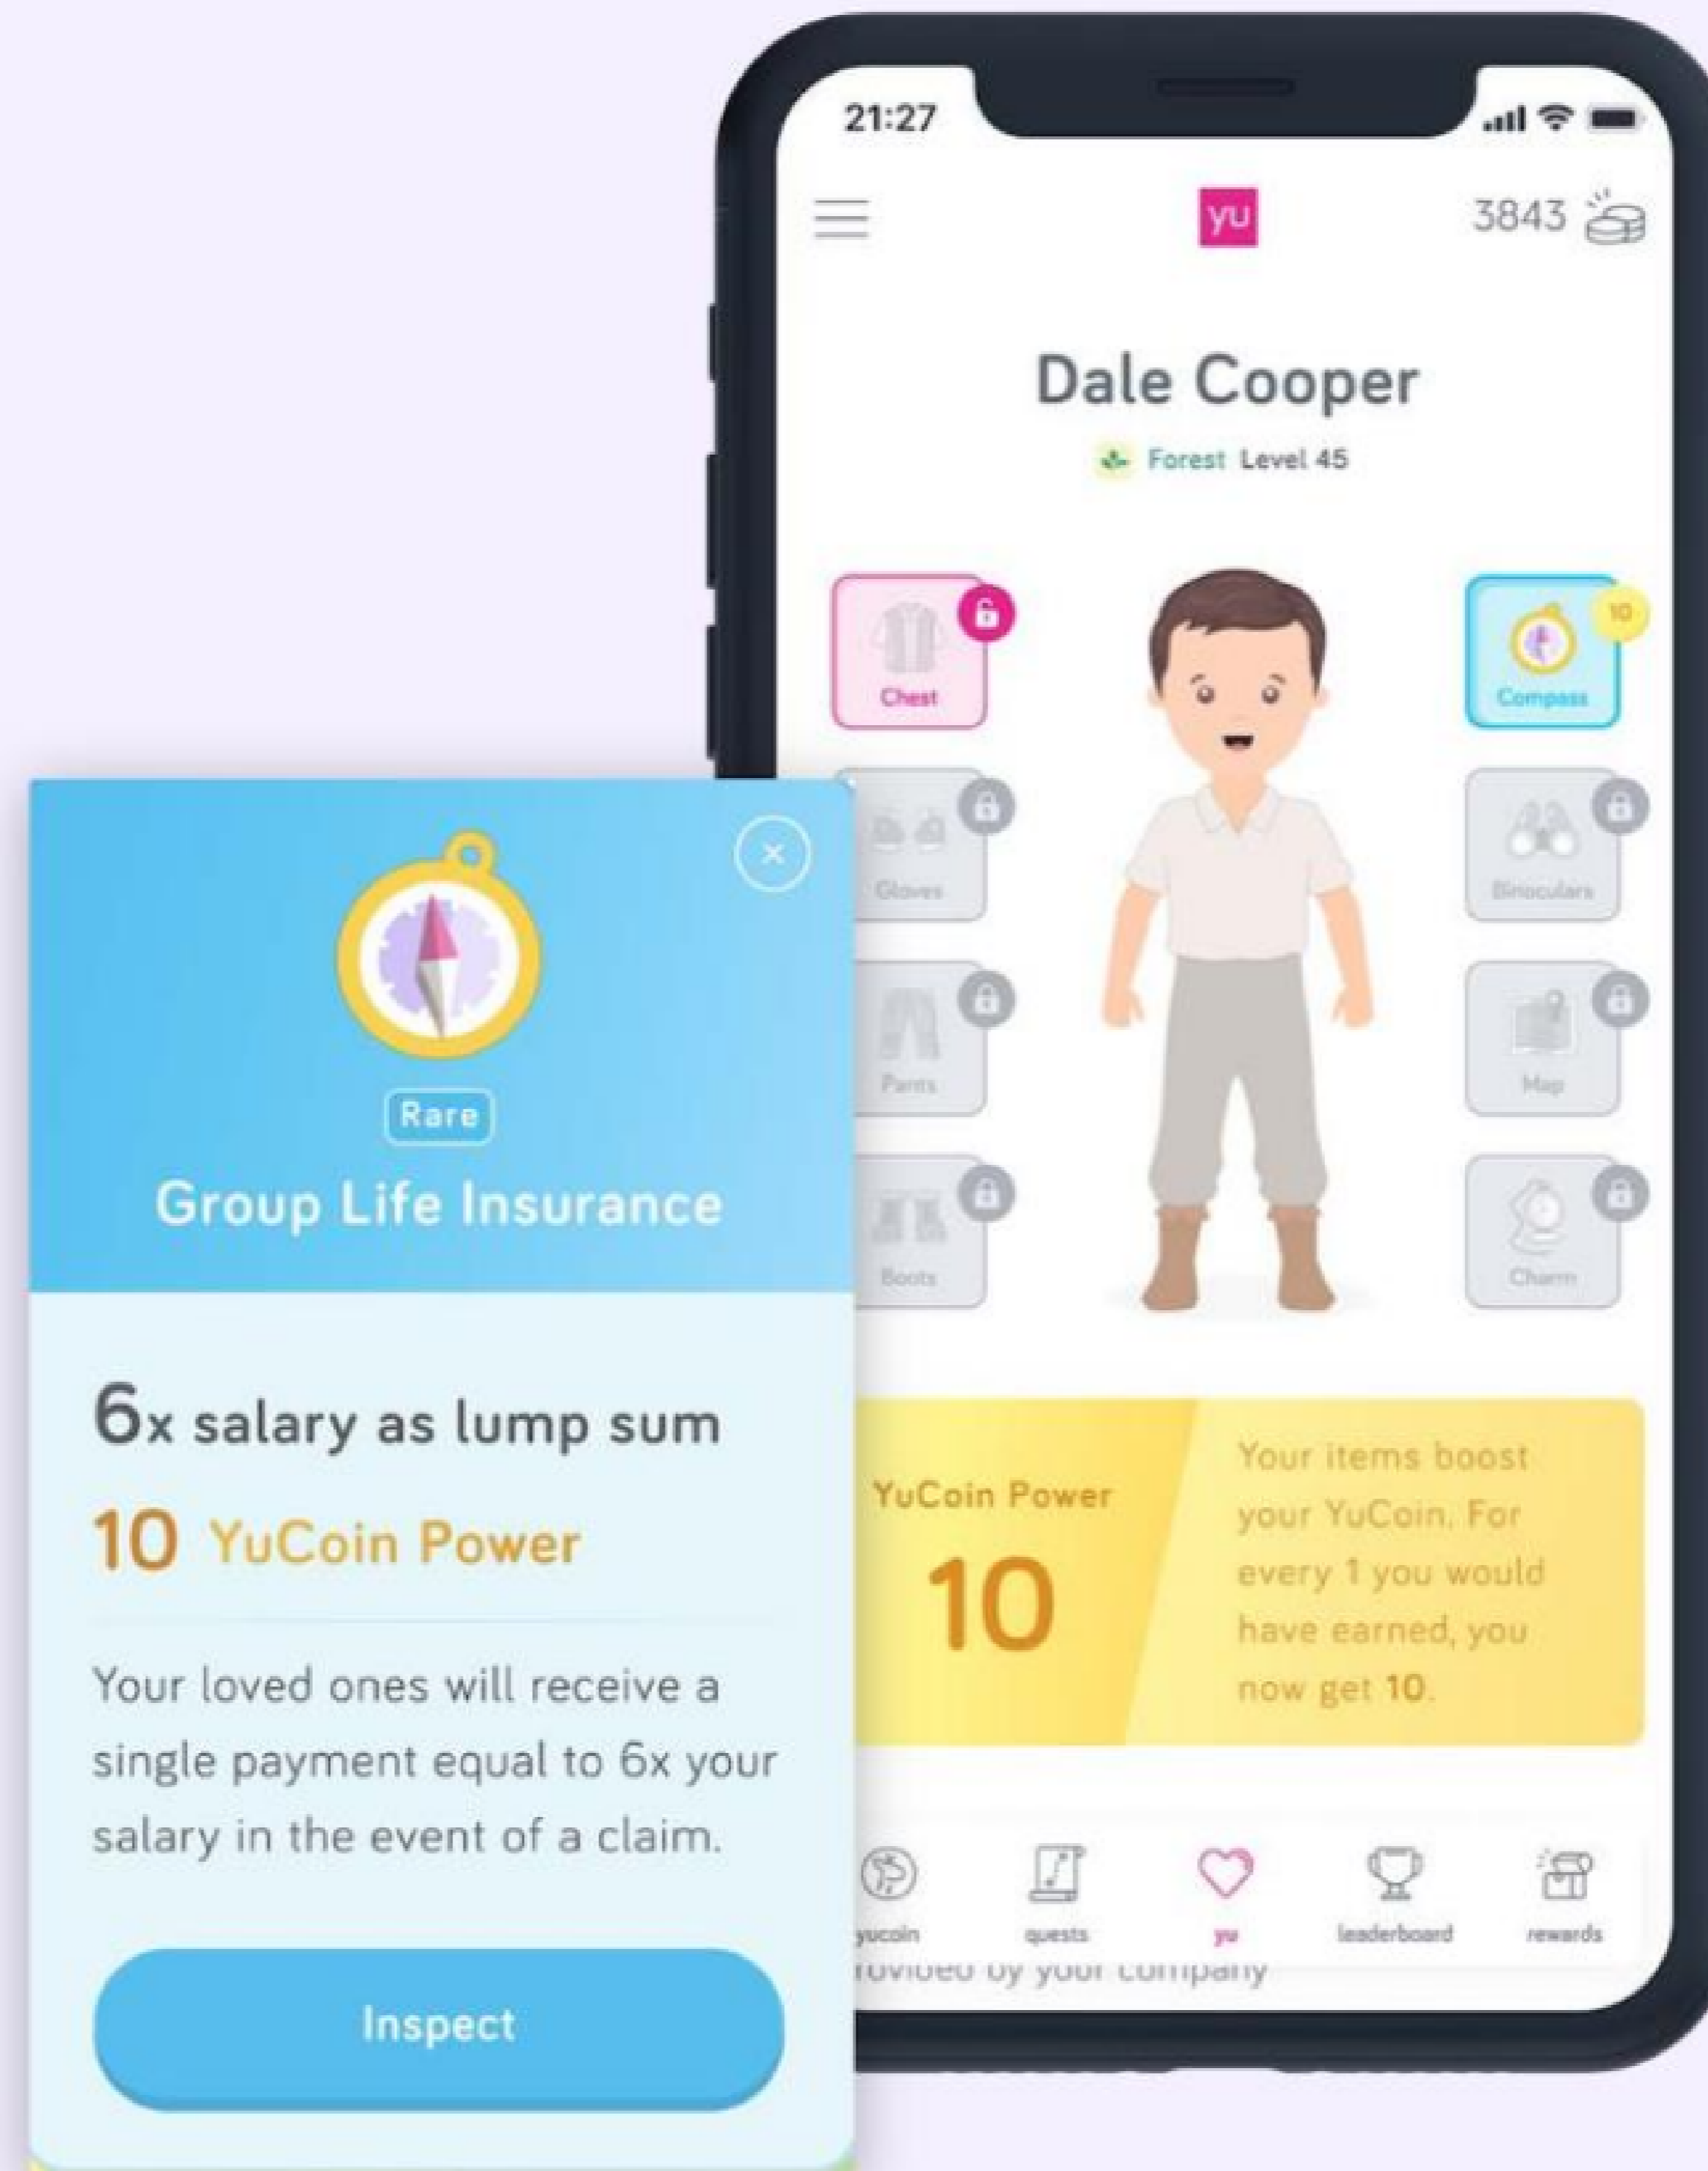 21:27
yu
3843
Dale Cooper
Forest Level 45
Chest
10
Compass
Gloves
Binoculars
Pants
Map
Boots
Charm
YuCoin Power
10
Your items boost
your YuCoin. For
every 1 you would
have earned, you
now get 10.
yucoin
quests
yu
leaderboard
rewards
by your company
Rare
Group Life Insurance
6x salary as lump sum
10 YuCoin Power
Your loved ones will receive a
single payment equal to 6x your
salary in the event of a claim.
Inspect